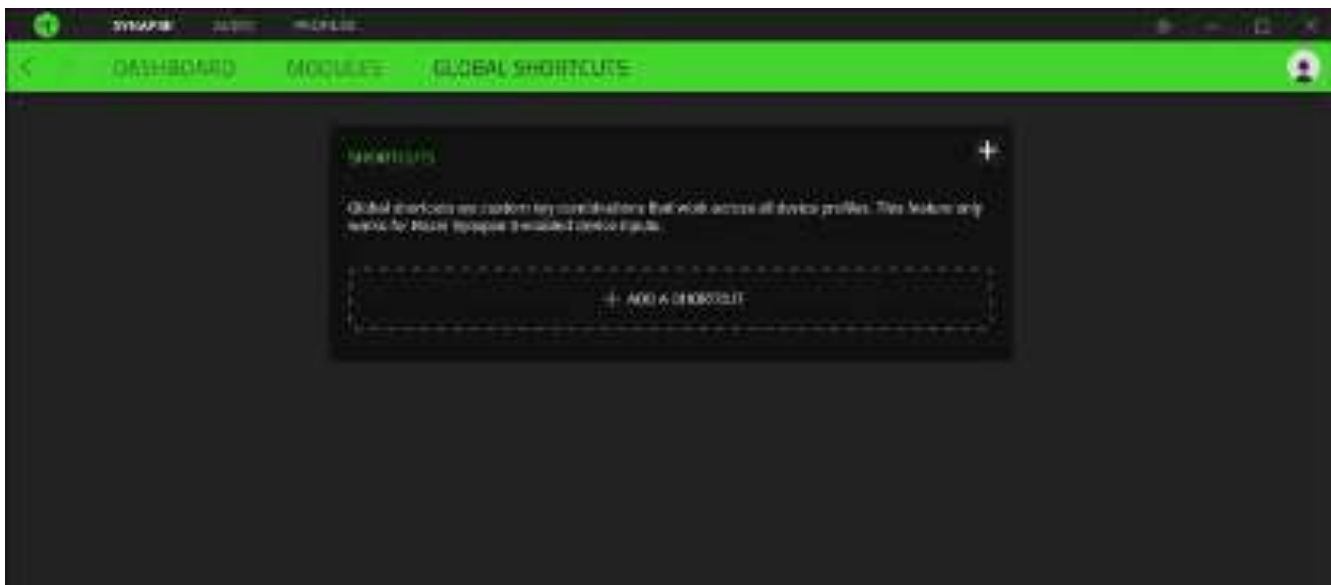 SYNAPSE AUDIO PROFILES
DASHBOARD MODULES GLOBAL SHORTCUTS
SHORTCUTS
Global shortcuts are custom key combinations that work across all device profiles. This feature only
works for Razer Synapse 3-enabled device inputs.
ADD A SHORTCUT